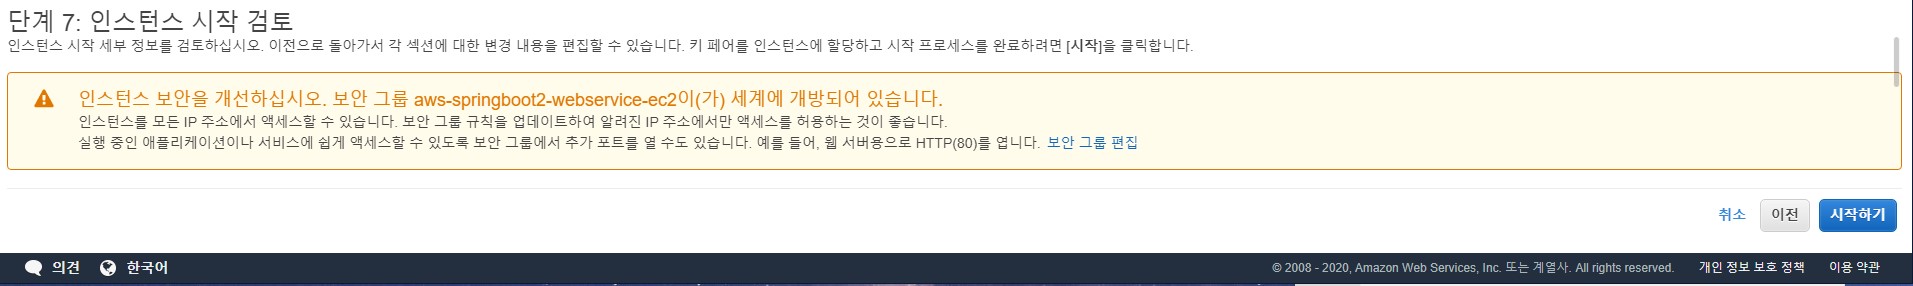 단계 7: 인스턴스 시작 검토
인스턴스 시작 세부 정보를 검토하십시오. 이전으로 돌아가서 각 섹션에 대한 변경 내용을 편집할 수 있습니다. 키 페어를 인스턴스에 할당하고 시작 프로세스를 완료하려면 [시작]을 클릭합니다.
인스턴스 보안을 개선하십시오. 보안 그룹 aws-springboot2-webservice-ec2이(가) 세계에 개방되어 있습니다.
인스턴스를 모든 IP 주소에서 액세스할 수 있습니다. 보안 그룹 규칙을 업데이트하여 알려진 IP 주소에서만 액세스를 허용하는 것이 좋습니다.
실행 중인 애플리케이션이나 서비스에 쉽게 액세스할 수 있도록 보안 그룹에서 추가 포트를 열 수도 있습니다. 예를 들어, 웹 서버용으로 HTTP(80)를 엽니다. 보안 그룹 편집
취소 이전 시작하기
의견 한국어 © 2008 - 2020, Amazon Web Services, Inc. 또는 계열사. All rights reserved. 개인 정보 보호 정책 이용 약관